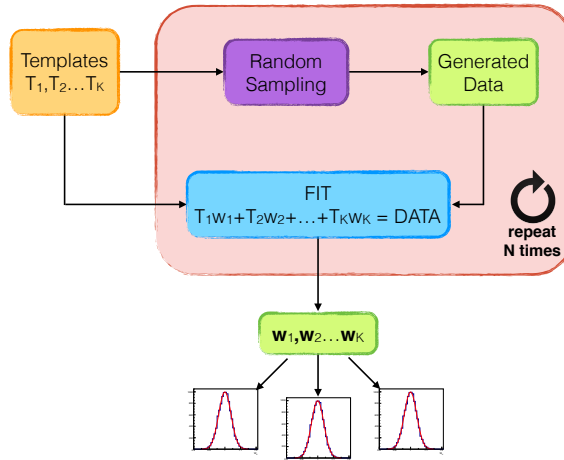 Templates
T₁,T₂...Tₖ
Random
Sampling
Generated
Data
FIT
T₁w₁+T₂w₂+...+Tₖwₖ = DATA
repeat
N times
w₁,w₂...wₖ